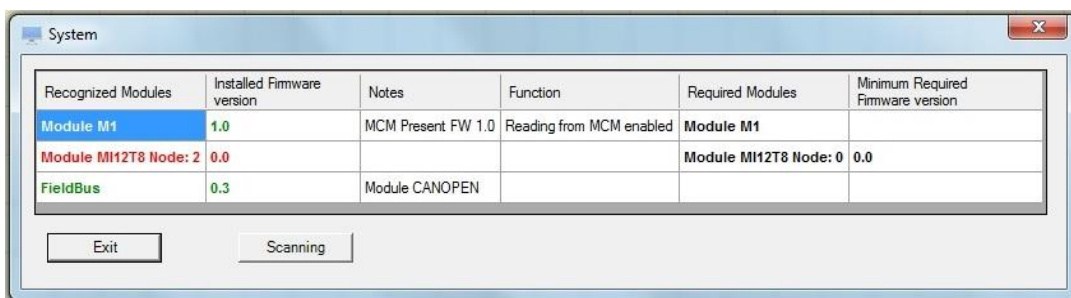 System
Recognized Modules
Installed Firmware
version
Notes
Function
Required Modules
Minimum Required
Firmware version
Module M1 1.0 MCM Present FW 1.0 Reading from MCM enabled Module M1
Module MI12T8 Node: 2 0.0 Module MI12T8 Node: 0 0.0
FieldBus 0.3 Module CANOPEN
Exit Scanning